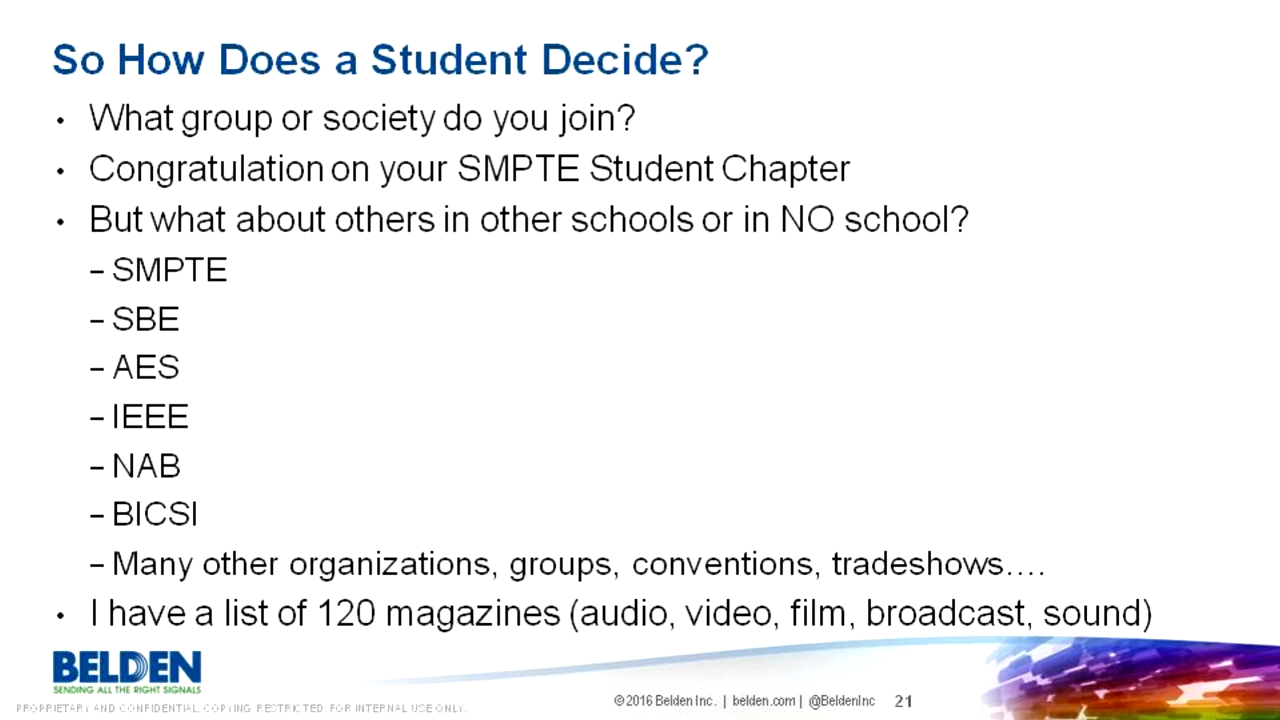 So How Does a Student Decide?
• What group or society do you join?
• Congratulation on your SMPTE Student Chapter
• But what about others in other schools or in NO school?
– SMPTE
– SBE
– AES
– IEEE
– NAB
– BICSI
– Many other organizations, groups, conventions, tradeshows....
• I have a list of 120 magazines (audio, video, film, broadcast, sound)
BELDEN
SENDING ALL THE RIGHT SIGNALS
PROPRIETARY AND CONFIDENTIAL. COPYING RESTRICTED. FOR INTERNAL USE ONLY.
© 2016 Belden Inc. | belden.com | @BeldenInc 21